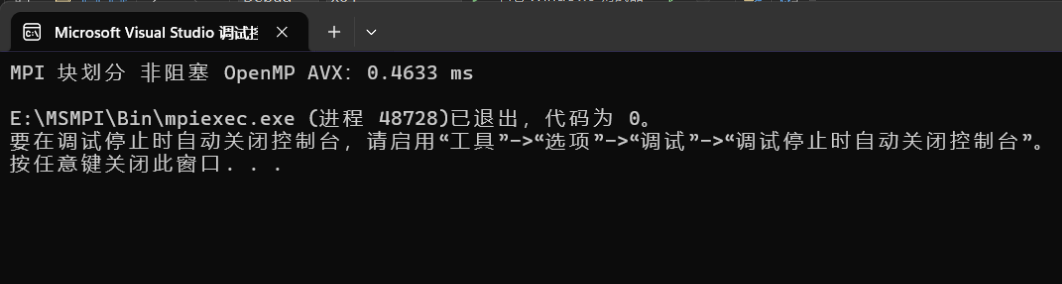 Microsoft Visual Studio 调试控
MPI 块划分 非阻塞 OpenMP AVX: 0.4633 ms
E:\MSMPI\Bin\mpiexec.exe (进程 48728)已退出，代码为 0。
要在调试停止时自动关闭控制台，请启用“工具”->“选项”->“调试”->“调试停止时自动关闭控制台”。
按任意键关闭此窗口. . .